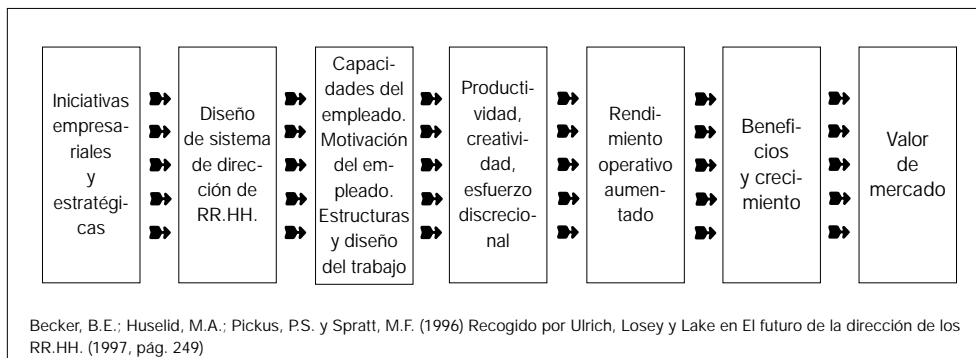 Iniciativas
empresa-
riales
y
estratégi-
cas
Diseño
de sistema
de direc-
ción de
RR.HH.
Capaci-
dades del
empleado.
Motivación
del em-
pleado.
Estructuras
y diseño
del trabajo
Producti-
vidad,
creativi-
dad,
esfuerzo
discrecio-
nal
Rendi-
miento
operativo
aumen-
tado
Benefi-
cios
y creci-
miento
Valor
de
mercado
Becker, B.E.; Huselid, M.A.; Pickus, P.S. y Spratt, M.F. (1996) Recogido por Ulrich, Losey y Lake en El futuro de la dirección de los
RR.HH. (1997, pág. 249)